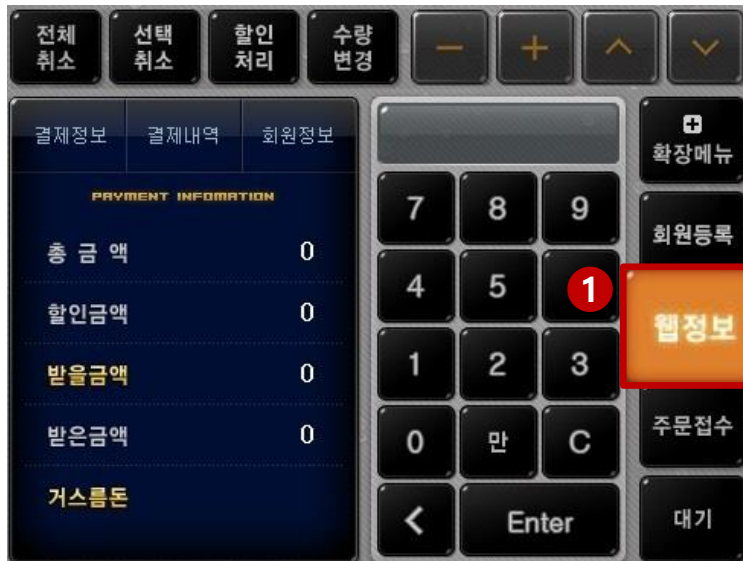 전체
취소
선택
취소
할인
처리
수량
변경
− + ^ ∨
결제정보 결제내역 회원정보
PAYMENT INFOMATION
총 금 액 0
할인금액 0
받을금액 0
받은금액 0
거스름돈
7 8 9
4 5
1 2 3
0 만 C
< Enter
확장메뉴
회원등록
1
웹정보
주문접수
대기